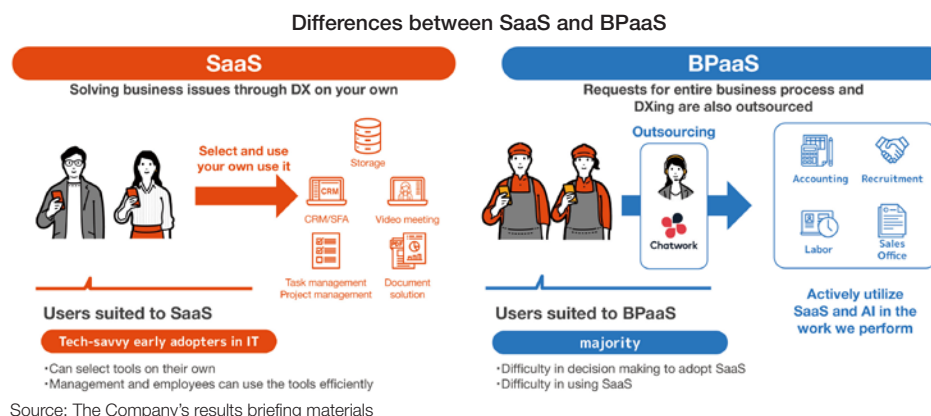 Differences between SaaS and BPaaS
SaaS
Solving business issues through DX on your own
Select and use
your own use it
Storage
CRM
CRM/SFA
Video meeting
Task management
Project management
Document
solution
Users suited to SaaS
Tech-savvy early adopters in IT
・Can select tools on their own
・Management and employees can use the tools efficiently
BPaaS
Requests for entire business process and
DXing are also outsourced
Outsourcing
Chatwork
Accounting
Recruitment
Labor
Sales
Office
Users suited to BPaaS
majority
・Difficulty in decision making to adopt SaaS
・Difficulty in using SaaS
Actively utilize
SaaS and AI in the
work we perform
Source: The Company's results briefing materials